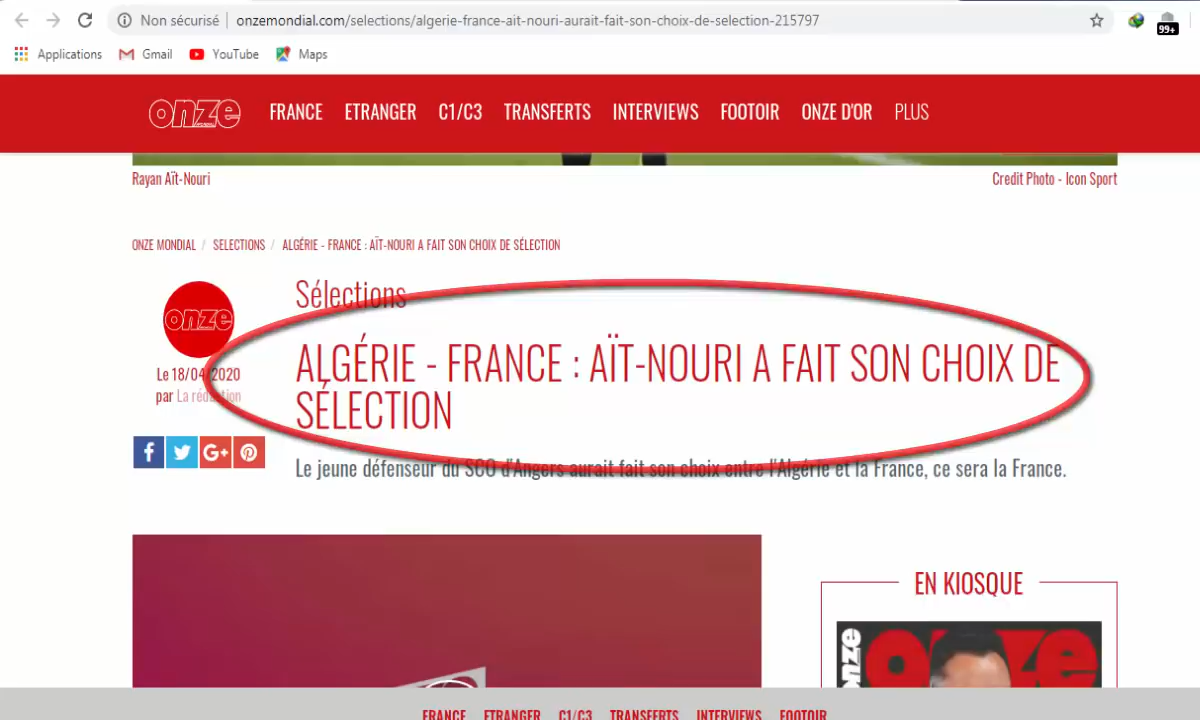 Non sécurisé | onzemondial.com/selections/algerie-france-ait-nouri-aurait-fait-son-choix-de-selection-215797
99+
Applications Gmail YouTube Maps
onze FRANCE ETRANGER C1/C3 TRANSFERTS INTERVIEWS FOOTOIR ONZE D'OR PLUS
Rayan Aït-Nouri Credit Photo - Icon Sport
ONZE MONDIAL / SELECTIONS / ALGÉRIE - FRANCE : AÏT-NOURI A FAIT SON CHOIX DE SÉLECTION
Sélections
onze
ALGÉRIE - FRANCE : AÏT-NOURI A FAIT SON CHOIX DE
SÉLECTION
Le 18/04/2020
par La rédaction
G+
Le jeune défenseur du SCO d'Angers aurait fait son choix entre l'Algérie et la France, ce sera la France.
EN KIOSQUE
onze
onze
FRANCE ETRANGER C1/C3 TRANSFERTS INTERVIEWS FOOTOIR